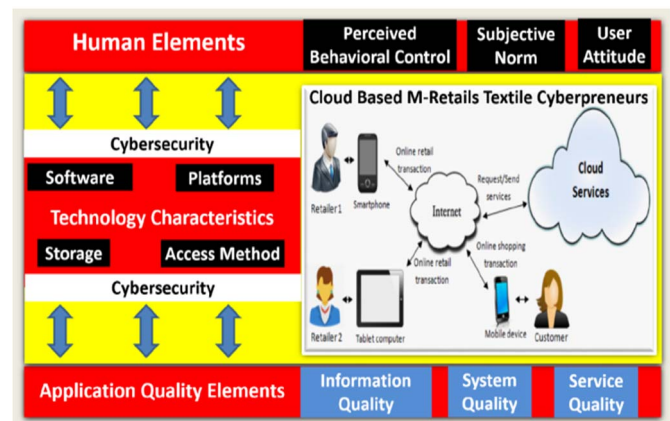 Human Elements
Perceived
Behavioral Control
Subjective
Norm
User
Attitude
Cybersecurity
Software
Platforms
Technology Characteristics
Storage
Access Method
Cybersecurity
Cloud Based M-Retails Textile Cyberpreneurs
Online retail
transaction
Retailer 1
Smartphone
Internet
Request/Send
services
Cloud
Services
Online retail
transaction
Online shopping
transaction
Retailer 2
Tablet computer
Mobile device
Customer
Application Quality Elements
Information
Quality
System
Quality
Service
Quality